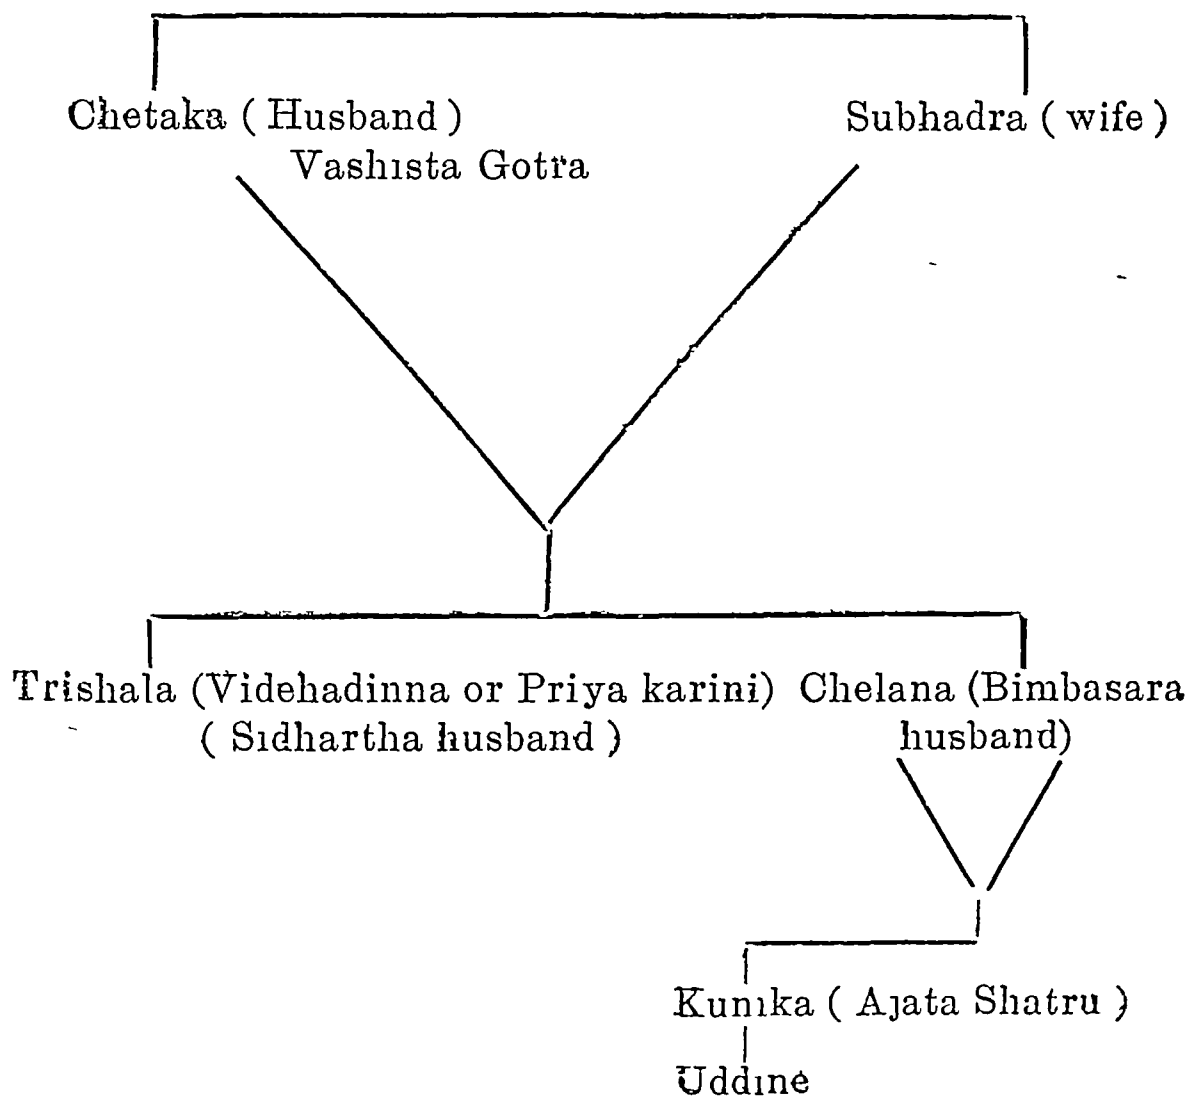 Chetaka ( Husband )
Subhadra ( wife )
Vashista Gotra
Trishala (Videhadinna or Priya karini)
Chelana (Bimbasara
( Sidhartha husband )
husband)
Kunika ( Ajata Shatru )
Uddine